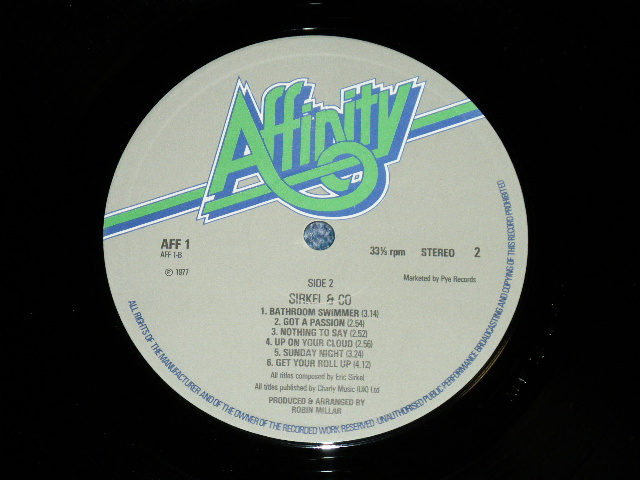 Affinity
AFF 1
AFF 1-B
℗ 1977
33⅓ rpm STEREO 2
Marketed by Pye Records
SIDE 2
SIRKEL & CO
1. BATHROOM SWIMMER (3.14)
2. GOT A PASSION (2.54)
3. NOTHING TO SAY (2.52)
4. UP ON YOUR CLOUD (2.56)
5. SUNDAY NIGHT (3.24)
6. GET YOUR ROLL UP (4.12)
All titles composed by Eric Sirkel
All titles published by Charly Music (UK) Ltd
PRODUCED & ARRANGED BY
ROBIN MILLAR
ALL RIGHTS OF THE MANUFACTURER AND OF THE OWNER OF THE RECORDED WORK RESERVED · UNAUTHORISED PUBLIC PERFORMANCE BROADCASTING AND COPYING OF THIS RECORD PROHIBITED